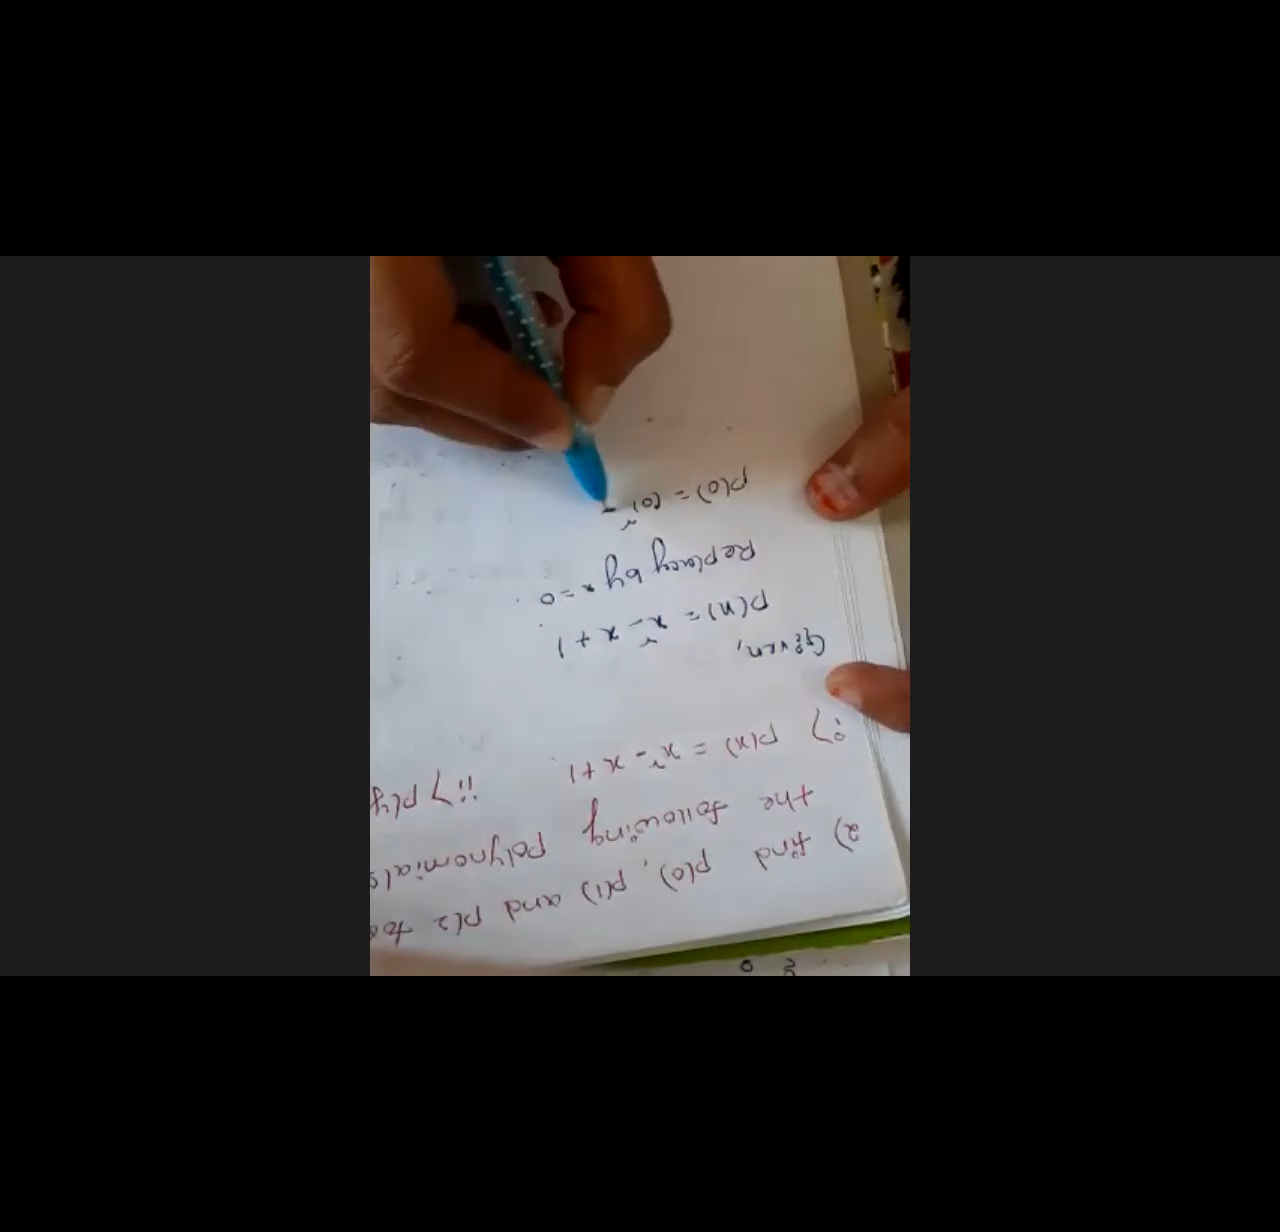 2) find p(0), p(1) and p(2 for
the following polynomials
i) p(x) = x² - x + 1. ii) p(y
Given,
p(x) = x² - x + 1.
Replacy by x = 0.
p(0) = (0)² -